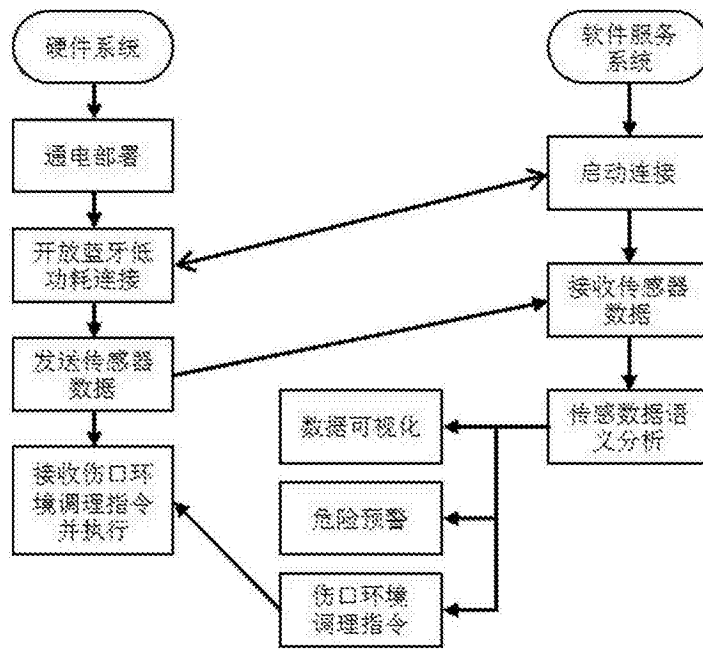 硬件系统
通电部署
开放蓝牙低
功耗连接
发送传感器
数据
接收伤口环
境调理指令
并执行
软件服务
系统
启动连接
接收传感器
数据
传感数据语
义分析
数据可视化
危险预警
伤口环境
调理指令